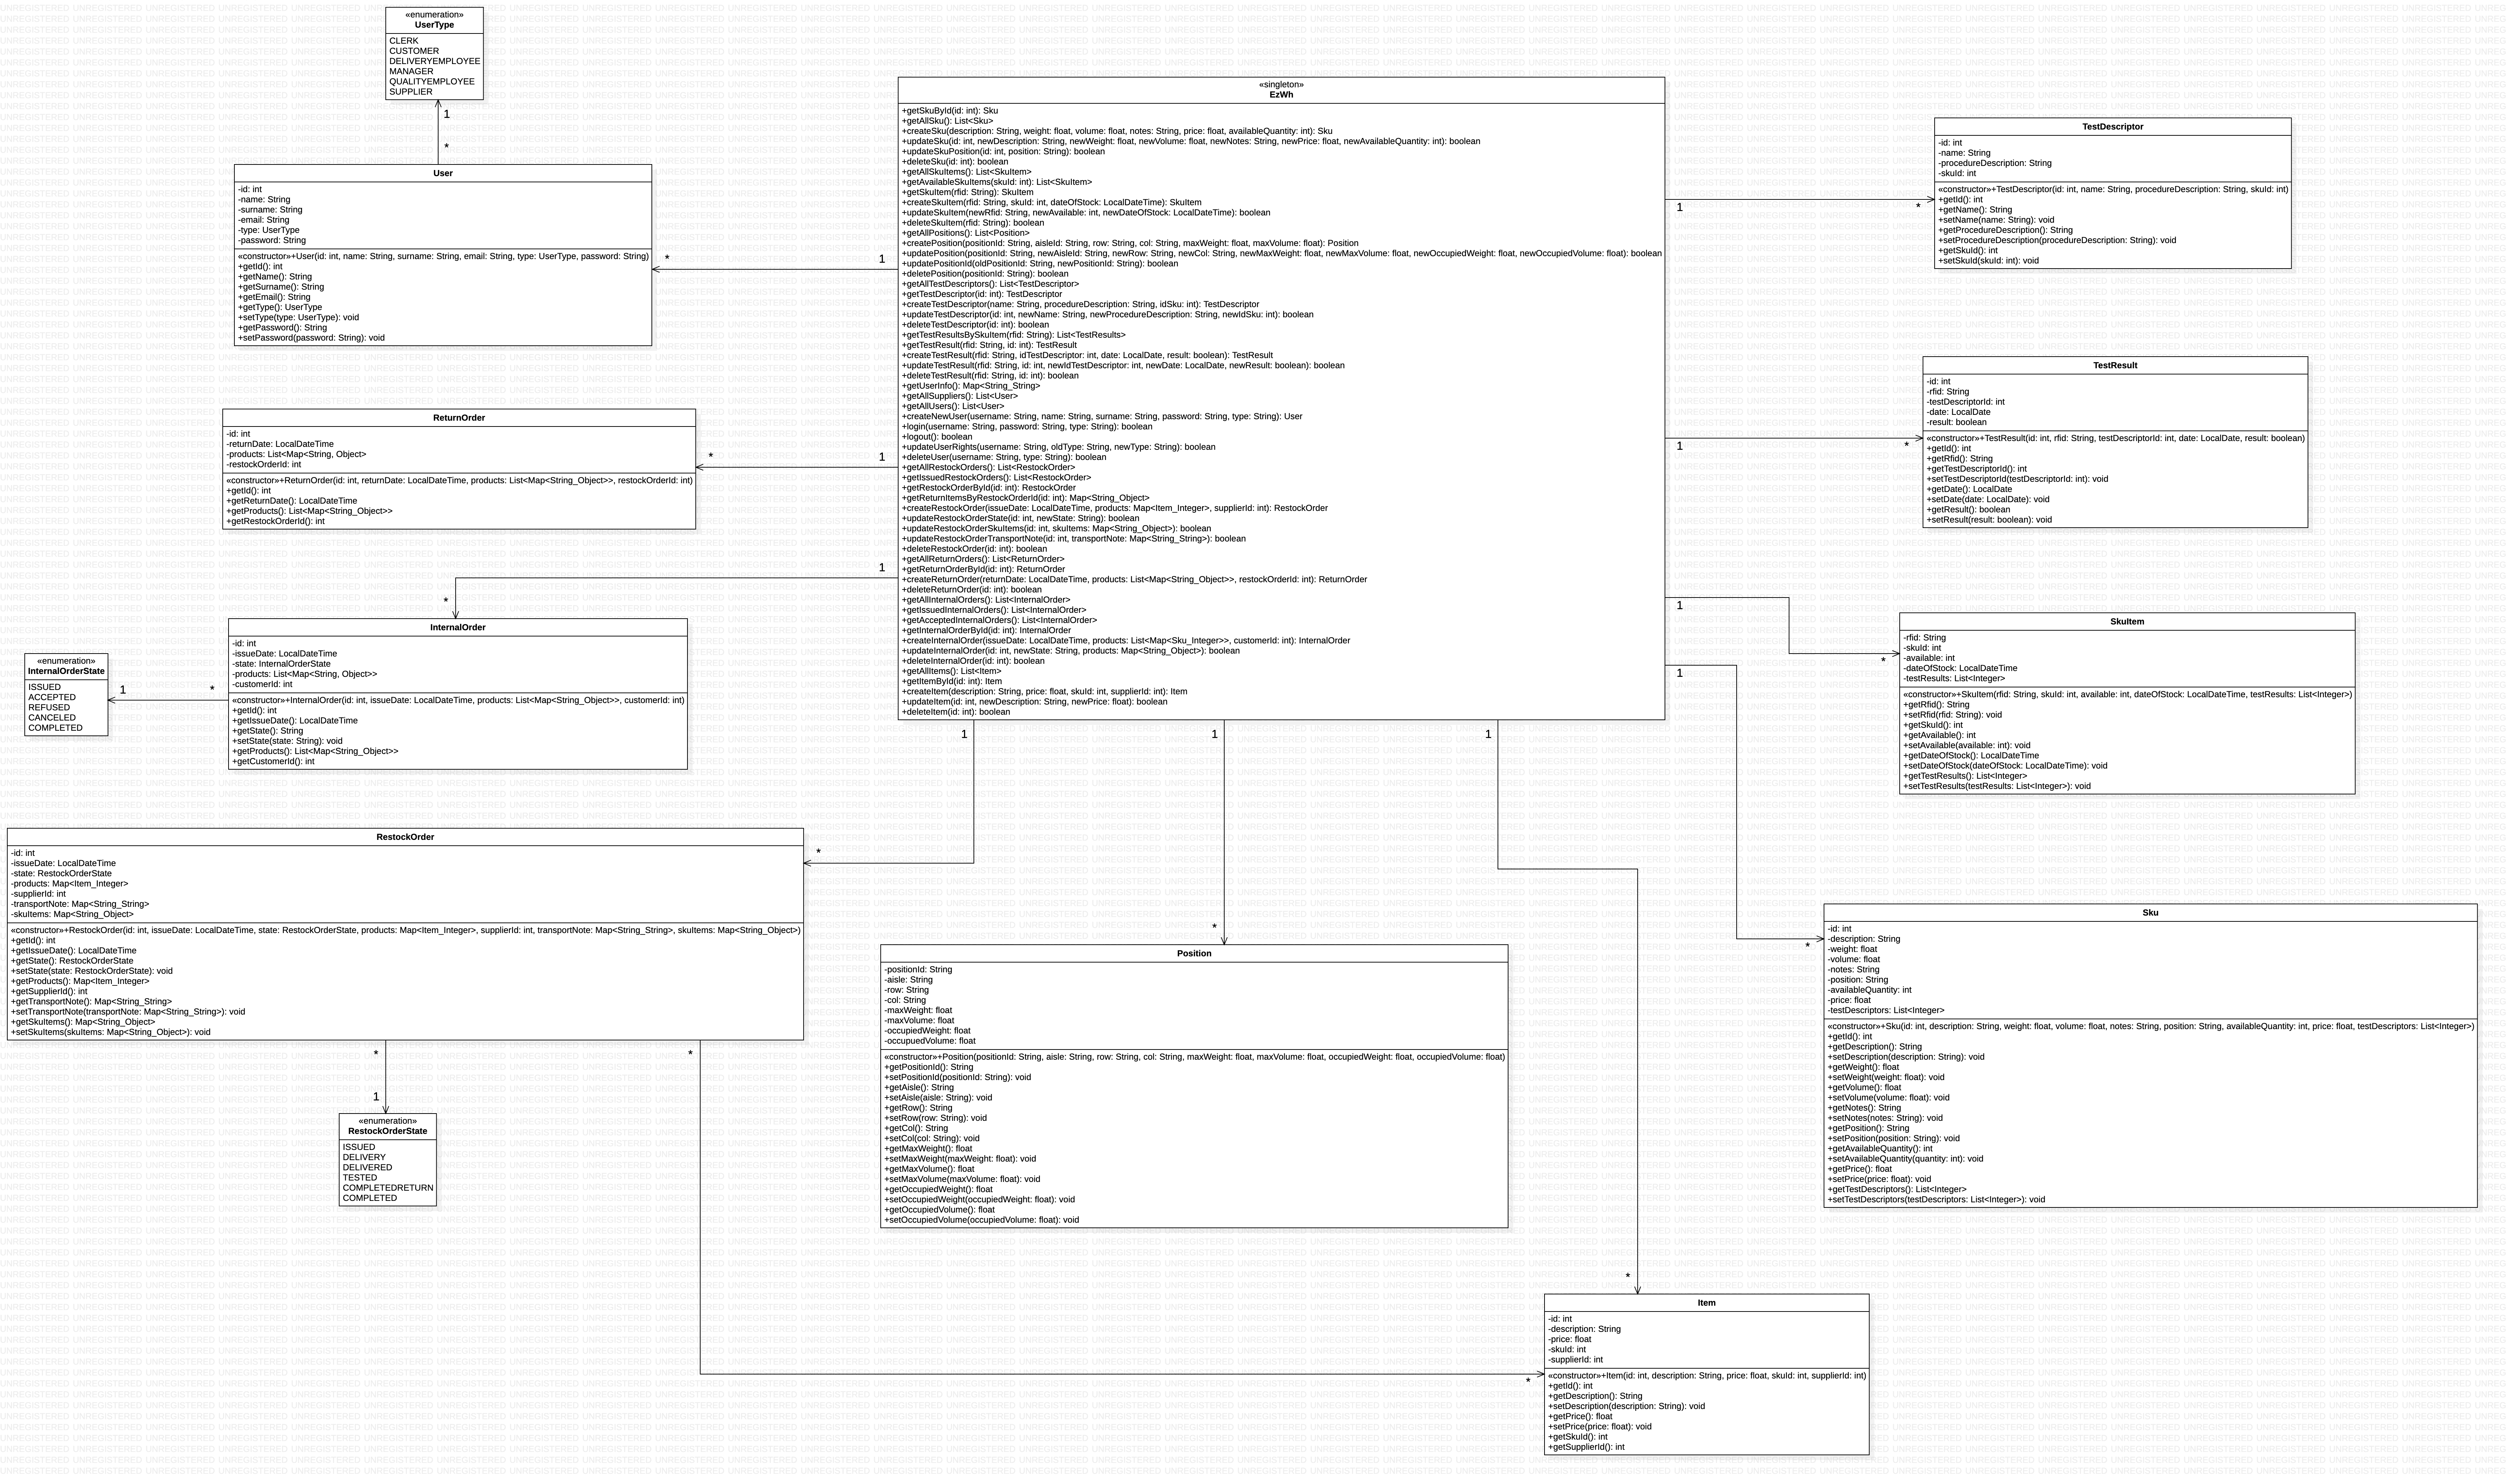 «enumeration»
UserType
CLERK
CUSTOMER
DELIVERYEMPLOYEE
MANAGER
QUALITYEMPLOYEE
SUPPLIER
1
*
User
-id: int
-name: String
-surname: String
-email: String
-type: UserType
-password: String
«constructor»+User(id: int, name: String, surname: String, email: String, type: UserType, password: String)
+getId(): int
+getName(): String
+getSurname(): String
+getEmail(): String
+getType(): UserType
+setType(type: UserType): void
+getPassword(): String
+setPassword(password: String): void
*
1
ReturnOrder
-id: int
-returnDate: LocalDateTime
-products: List<Map<String, Object>
-restockOrderId: int
«constructor»+ReturnOrder(id: int, returnDate: LocalDateTime, products: List<Map<String_Object>>, restockOrderId: int)
+getId(): int
+getReturnDate(): LocalDateTime
+getProducts(): List<Map<String_Object>>
+getRestockOrderId(): int
*
1
1
*
InternalOrder
-id: int
-issueDate: LocalDateTime
-state: InternalOrderState
-products: List<Map<String, Object>>
-customerId: int
«constructor»+InternalOrder(id: int, issueDate: LocalDateTime, products: List<Map<String_Object>>, customerId: int)
+getId(): int
+getIssueDate(): LocalDateTime
+getState(): String
+setState(state: String): void
+getProducts(): List<Map<String_Object>>
+getCustomerId(): int
«enumeration»
InternalOrderState
ISSUED
ACCEPTED
REFUSED
CANCELED
COMPLETED
1
*
«singleton»
EzWh
+getSkuById(id: int): Sku
+getAllSku(): List<Sku>
+createSku(description: String, weight: float, volume: float, notes: String, price: float, availableQuantity: int): Sku
+updateSku(id: int, newDescription: String, newWeight: float, newVolume: float, newNotes: String, newPrice: float, newAvailableQuantity: int): boolean
+updateSkuPosition(id: int, position: String): boolean
+deleteSku(id: int): boolean
+getAllSkuItems(): List<SkuItem>
+getAvailableSkuItems(skuId: int): List<SkuItem>
+getSkuItem(rfid: String): SkuItem
+createSkuItem(rfid: String, skuId: int, dateOfStock: LocalDateTime): SkuItem
+updateSkuItem(newRfid: String, newAvailable: int, newDateOfStock: LocalDateTime): boolean
+deleteSkuItem(rfid: String): boolean
+getAllPositions(): List<Position>
+createPosition(positionId: String, aisleId: String, row: String, col: String, maxWeight: float, maxVolume: float): Position
+updatePosition(positionId: String, newAisleId: String, newRow: String, newCol: String, newMaxWeight: float, newMaxVolume: float, newOccupiedWeight: float, newOccupiedVolume: float): boolean
+updatePositionId(oldPositionId: String, newPositionId: String): boolean
+deletePosition(positionId: String): boolean
+getAllTestDescriptors(): List<TestDescriptor>
+getTestDescriptor(id: int): TestDescriptor
+createTestDescriptor(name: String, procedureDescription: String, idSku: int): TestDescriptor
+updateTestDescriptor(id: int, newName: String, newProcedureDescription: String, newIdSku: int): boolean
+deleteTestDescriptor(id: int): boolean
+getTestResultsBySkuItem(rfid: String): List<TestResults>
+getTestResult(rfid: String, id: int): TestResult
+createTestResult(rfid: String, idTestDescriptor: int, date: LocalDate, result: boolean): TestResult
+updateTestResult(rfid: String, id: int, newIdTestDescriptor: int, newDate: LocalDate, newResult: boolean): boolean
+deleteTestResult(rfid: String, id: int): boolean
+getUserInfo(): Map<String_String>
+getAllSuppliers(): List<User>
+getAllUsers(): List<User>
+createNewUser(username: String, name: String, surname: String, password: String, type: String): User
+login(username: String, password: String, type: String): boolean
+logout(): boolean
+updateUserRights(username: String, oldType: String, newType: String): boolean
+deleteUser(username: String, type: String): boolean
+getAllRestockOrders(): List<RestockOrder>
+getIssuedRestockOrders(): List<RestockOrder>
+getRestockOrderById(id: int): RestockOrder
+getReturnItemsByRestockOrderId(id: int): Map<String_Object>
+createRestockOrder(issueDate: LocalDateTime, products: Map<Item_Integer>, supplierId: int): RestockOrder
+updateRestockOrderState(id: int, newState: String): boolean
+updateRestockOrderSkuItems(id: int, skuItems: Map<String_Object>): boolean
+updateRestockOrderTransportNote(id: int, transportNote: Map<String_String>): boolean
+deleteRestockOrder(id: int): boolean
+getAllReturnOrders(): List<ReturnOrder>
+getReturnOrderById(id: int): ReturnOrder
+createReturnOrder(returnDate: LocalDateTime, products: List<Map<String_Object>>, restockOrderId: int): ReturnOrder
+deleteReturnOrder(id: int): boolean
+getAllInternalOrders(): List<InternalOrder>
+getIssuedInternalOrders(): List<InternalOrder>
+getAcceptedInternalOrders(): List<InternalOrder>
+getInternalOrderById(id: int): InternalOrder
+createInternalOrder(issueDate: LocalDateTime, products: List<Map<Sku_Integer>>, customerId: int): InternalOrder
+updateInternalOrder(id: int, newState: String, products: Map<String_Object>): boolean
+deleteInternalOrder(id: int): boolean
+getAllItems(): List<Item>
+getItemById(id: int): Item
+createItem(description: String, price: float, skuId: int, supplierId: int): Item
+updateItem(id: int, newDescription: String, newPrice: float): boolean
+deleteItem(id: int): boolean
1
*
TestDescriptor
-id: int
-name: String
-procedureDescription: String
-skuId: int
«constructor»+TestDescriptor(id: int, name: String, procedureDescription: String, skuId: int)
+getId(): int
+getName(): String
+setName(name: String): void
+getProcedureDescription(): String
+setProcedureDescription(procedureDescription: String): void
+getSkuId(): int
+setSkuId(skuId: int): void
1
*
TestResult
-id: int
-rfid: String
-testDescriptorId: int
-date: LocalDate
-result: boolean
«constructor»+TestResult(id: int, rfid: String, testDescriptorId: int, date: LocalDate, result: boolean)
+getId(): int
+getRfid(): String
+getTestDescriptorId(): int
+setTestDescriptorId(testDescriptorId: int): void
+getDate(): LocalDate
+setDate(date: LocalDate): void
+getResult(): boolean
+setResult(result: boolean): void
1
*
SkuItem
-rfid: String
-skuId: int
-available: int
-dateOfStock: LocalDateTime
-testResults: List<Integer>
«constructor»+SkuItem(rfid: String, skuId: int, available: int, dateOfStock: LocalDateTime, testResults: List<Integer>)
+getRfid(): String
+setRfid(rfid: String): void
+getSkuId(): int
+getAvailable(): int
+setAvailable(available: int): void
+getDateOfStock(): LocalDateTime
+setDateOfStock(dateOfStock: LocalDateTime): void
+getTestResults(): List<Integer>
+setTestResults(testResults: List<Integer>): void
1
*
1
1
1
*
RestockOrder
-id: int
-issueDate: LocalDateTime
-state: RestockOrderState
-products: Map<Item_Integer>
-supplierId: int
-transportNote: Map<String_String>
-skuItems: Map<String_Object>
«constructor»+RestockOrder(id: int, issueDate: LocalDateTime, state: RestockOrderState, products: Map<Item_Integer>, supplierId: int, transportNote: Map<String_String>, skuItems: Map<String_Object>)
+getId(): int
+getIssueDate(): LocalDateTime
+getState(): RestockOrderState
+setState(state: RestockOrderState): void
+getProducts(): Map<Item_Integer>
+getSupplierId(): int
+getTransportNote(): Map<String_String>
+setTransportNote(transportNote: Map<String_String>): void
+getSkuItems(): Map<String_Object>
+setSkuItems(skuItems: Map<String_Object>): void
*
*
1
«enumeration»
RestockOrderState
ISSUED
DELIVERY
DELIVERED
TESTED
COMPLETEDRETURN
COMPLETED
*
Position
-positionId: String
-aisle: String
-row: String
-col: String
-maxWeight: float
-maxVolume: float
-occupiedWeight: float
-occupuedVolume: float
«constructor»+Position(positionId: String, aisle: String, row: String, col: String, maxWeight: float, maxVolume: float, occupiedWeight: float, occupiedVolume: float)
+getPositionId(): String
+setPositionId(positionId: String): void
+getAisle(): String
+setAisle(aisle: String): void
+getRow(): String
+setRow(row: String): void
+getCol(): String
+setCol(col: String): void
+getMaxWeight(): float
+setMaxWeight(maxWeight: float): void
+getMaxVolume(): float
+setMaxVolume(maxVolume: float): void
+getOccupiedWeight(): float
+setOccupiedWeight(occupiedWeight: float): void
+getOccupiedVolume(): float
+setOccupiedVolume(occupiedVolume: float): void
*
Sku
-id: int
-description: String
-weight: float
-volume: float
-notes: String
-position: String
-availableQuantity: int
-price: float
-testDescriptors: List<Integer>
«constructor»+Sku(id: int, description: String, weight: float, volume: float, notes: String, position: String, availableQuantity: int, price: float, testDescriptors: List<Integer>)
+getId(): int
+getDescription(): String
+setDescription(description: String): void
+getWeight(): float
+setWeight(weight: float): void
+getVolume(): float
+setVolume(volume: float): void
+getNotes(): String
+setNotes(notes: String): void
+getPosition(): String
+setPosition(position: String): void
+getAvailableQuantity(): int
+setAvailableQuantity(quantity: int): void
+getPrice(): float
+setPrice(price: float): void
+getTestDescriptors(): List<Integer>
+setTestDescriptors(testDescriptors: List<Integer>): void
*
*
Item
-id: int
-description: String
-price: float
-skuId: int
-supplierId: int
«constructor»+Item(id: int, description: String, price: float, skuId: int, supplierId: int)
+getId(): int
+getDescription(): String
+setDescription(description: String): void
+getPrice(): float
+setPrice(price: float): void
+getSkuId(): int
+getSupplierId(): int